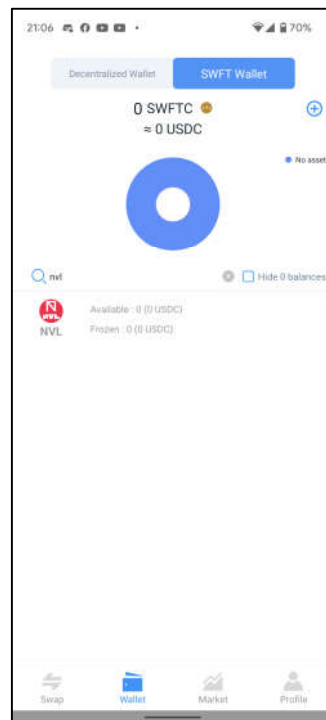 21:06 70%
Decentralized Wallet SWFT Wallet
0 SWFTC
≈ 0 USDC
No asset
nvl Hide 0 balances
N
NVL
Available : 0 (0 USDC)
NVL
Frozen : 0 (0 USDC)
Swap Wallet Market Profile